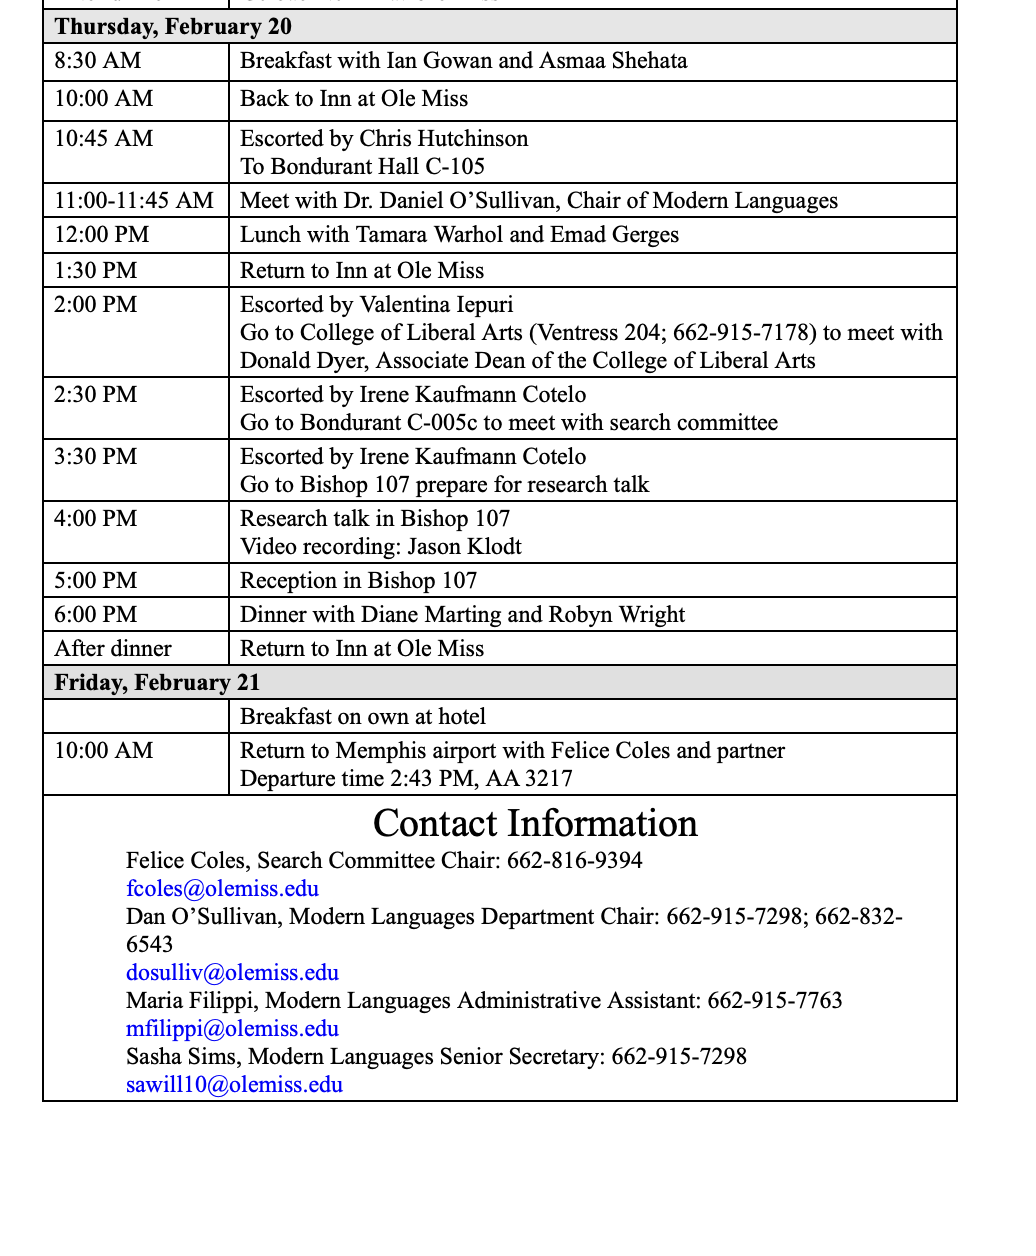 Thursday, February 20
8:30 AM Breakfast with Ian Gowan and Asmaa Shehata
10:00 AM Back to Inn at Ole Miss
10:45 AM Escorted by Chris Hutchinson
To Bondurant Hall C-105
11:00-11:45 AM Meet with Dr. Daniel O’Sullivan, Chair of Modern Languages
12:00 PM Lunch with Tamara Warhol and Emad Gerges
1:30 PM Return to Inn at Ole Miss
2:00 PM Escorted by Valentina Iepuri
Go to College of Liberal Arts (Ventress 204; 662-915-7178) to meet with
Donald Dyer, Associate Dean of the College of Liberal Arts
2:30 PM Escorted by Irene Kaufmann Cotelo
Go to Bondurant C-005c to meet with search committee
3:30 PM Escorted by Irene Kaufmann Cotelo
Go to Bishop 107 prepare for research talk
4:00 PM Research talk in Bishop 107
Video recording: Jason Klodt
5:00 PM Reception in Bishop 107
6:00 PM Dinner with Diane Marting and Robyn Wright
After dinner Return to Inn at Ole Miss
Friday, February 21
Breakfast on own at hotel
10:00 AM Return to Memphis airport with Felice Coles and partner
Departure time 2:43 PM, AA 3217
Contact Information
Felice Coles, Search Committee Chair: 662-816-9394
fcoles@olemiss.edu
Dan O’Sullivan, Modern Languages Department Chair: 662-915-7298; 662-832-
6543
dosulliv@olemiss.edu
Maria Filippi, Modern Languages Administrative Assistant: 662-915-7763
mfilippi@olemiss.edu
Sasha Sims, Modern Languages Senior Secretary: 662-915-7298
sawill10@olemiss.edu